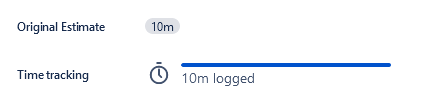 Original Estimate 10m
Time tracking
10m logged